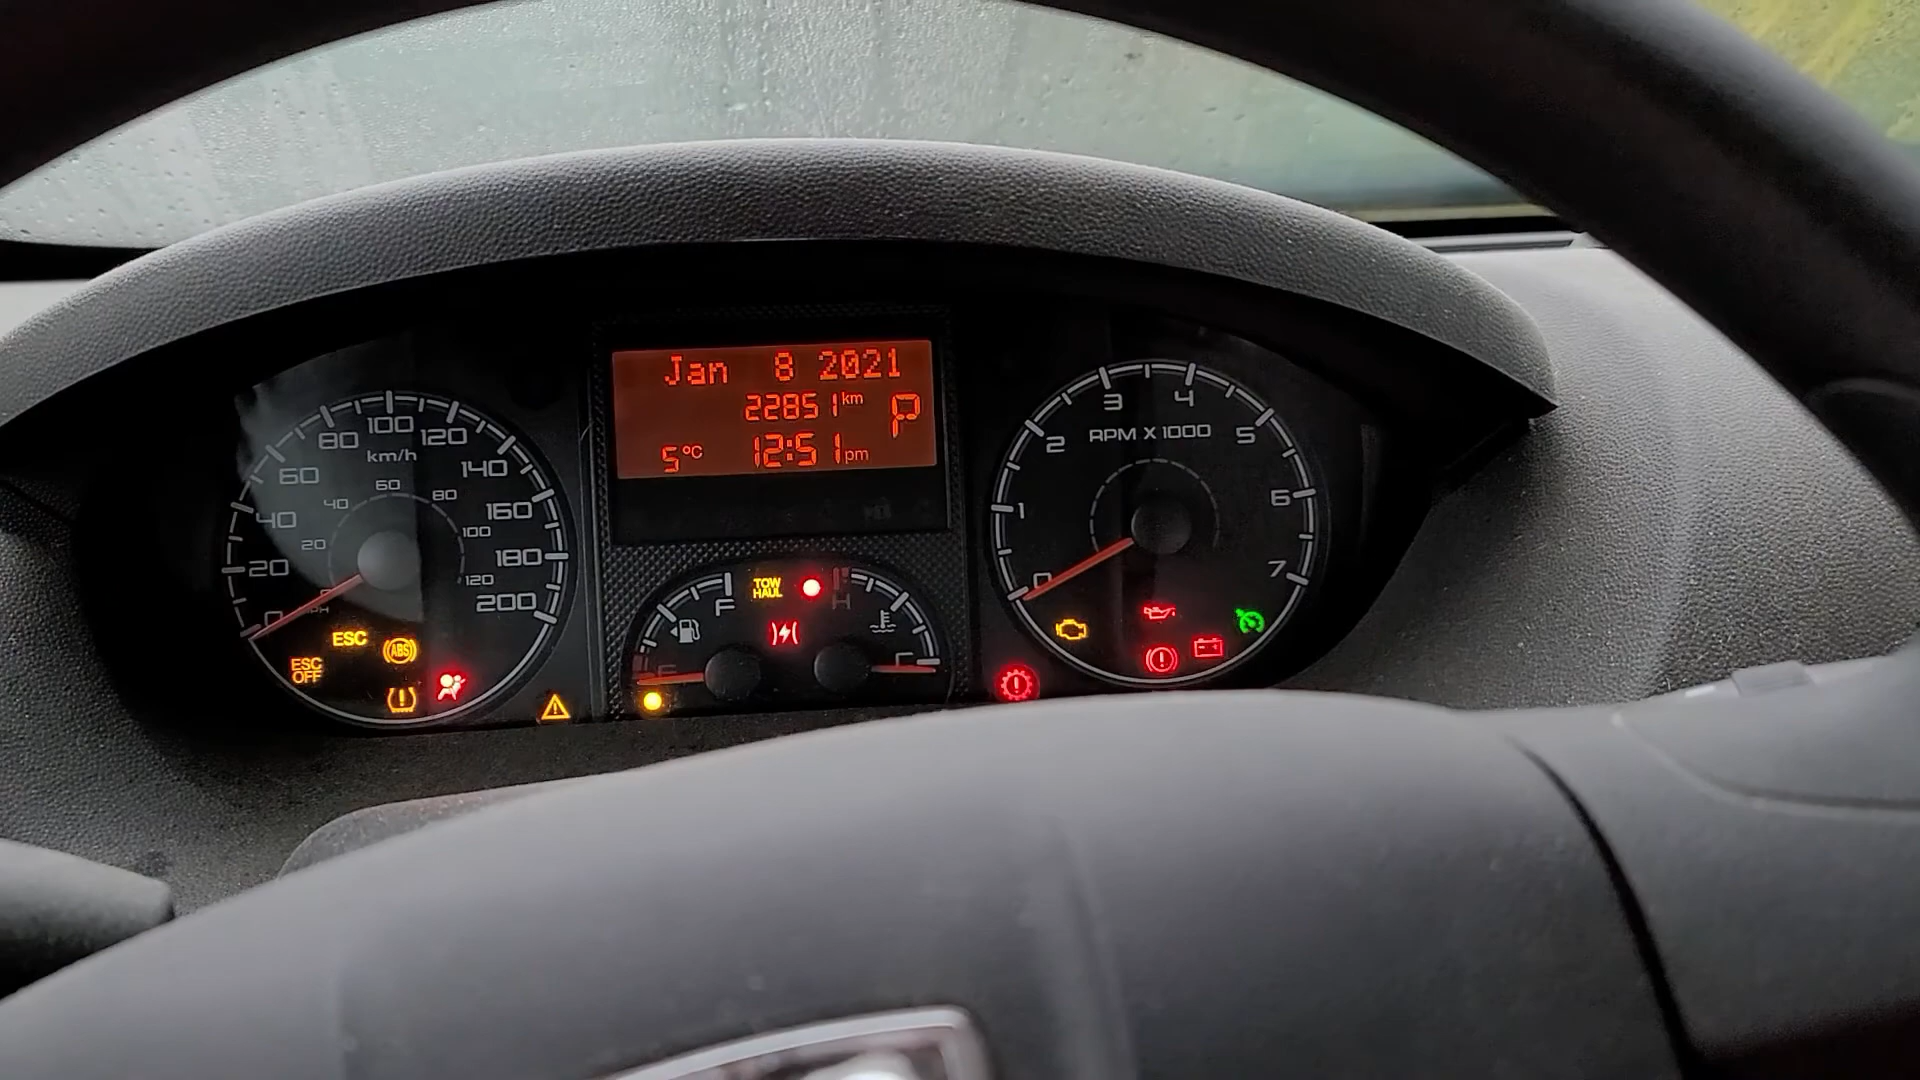 Jan 8 2021
22851 km
P
5°C 12:51 pm
0 20 40 60 80 100 120 140 160 180 200
km/h
20 40 60 80 100 120
MPH
ESC
ABS
ESC
OFF
F
TOW
HAUL
H
E
C
0 1 2 3 4 5 6 7
RPM X 1000